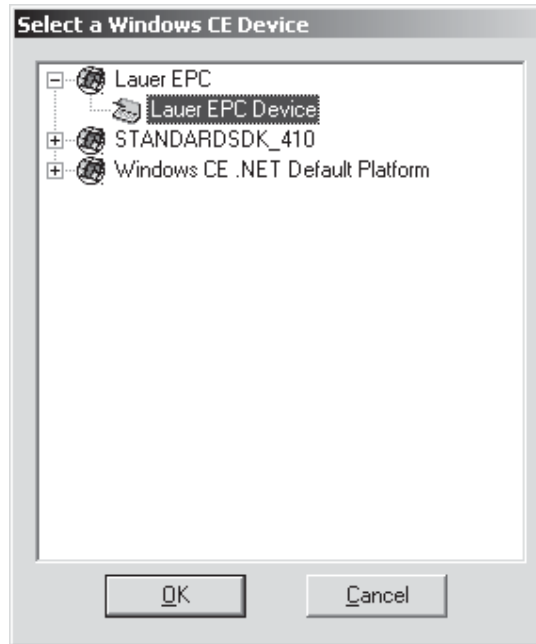 Select a Windows CE Device
Lauer EPC
Lauer EPC Device
STANDARDSDK_410
Windows CE .NET Default Platform
OK
Cancel